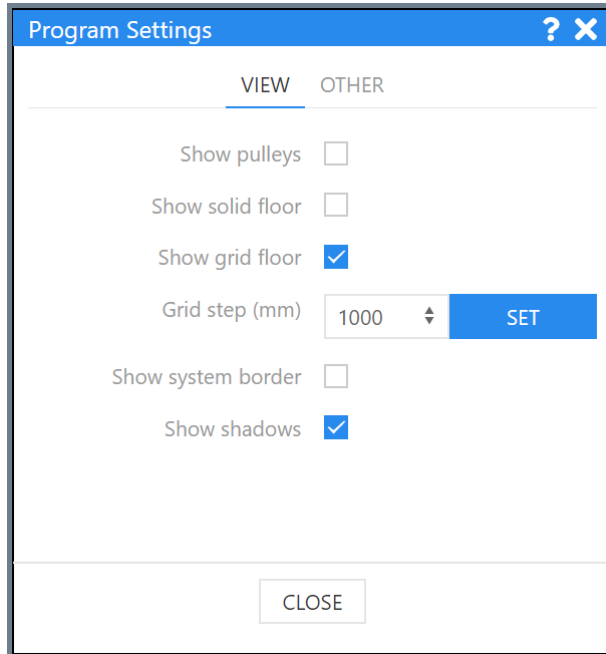 Program Settings ?
VIEW OTHER
Show pulleys
Show solid floor
Show grid floor
Grid step (mm) 1000 SET
Show system border
Show shadows
CLOSE